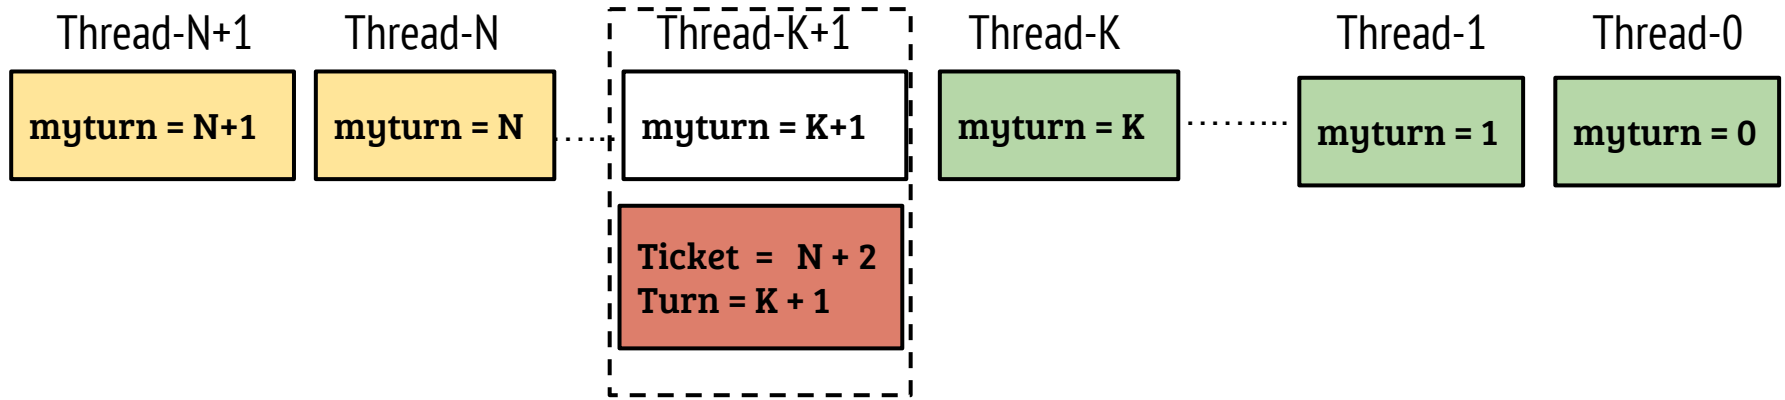 Thread-N+1 Thread-N Thread-K+1 Thread-K Thread-1 Thread-0
myturn = N+1 myturn = N myturn = K+1 myturn = K myturn = 1 myturn = 0
Ticket = N + 2
Turn = K + 1